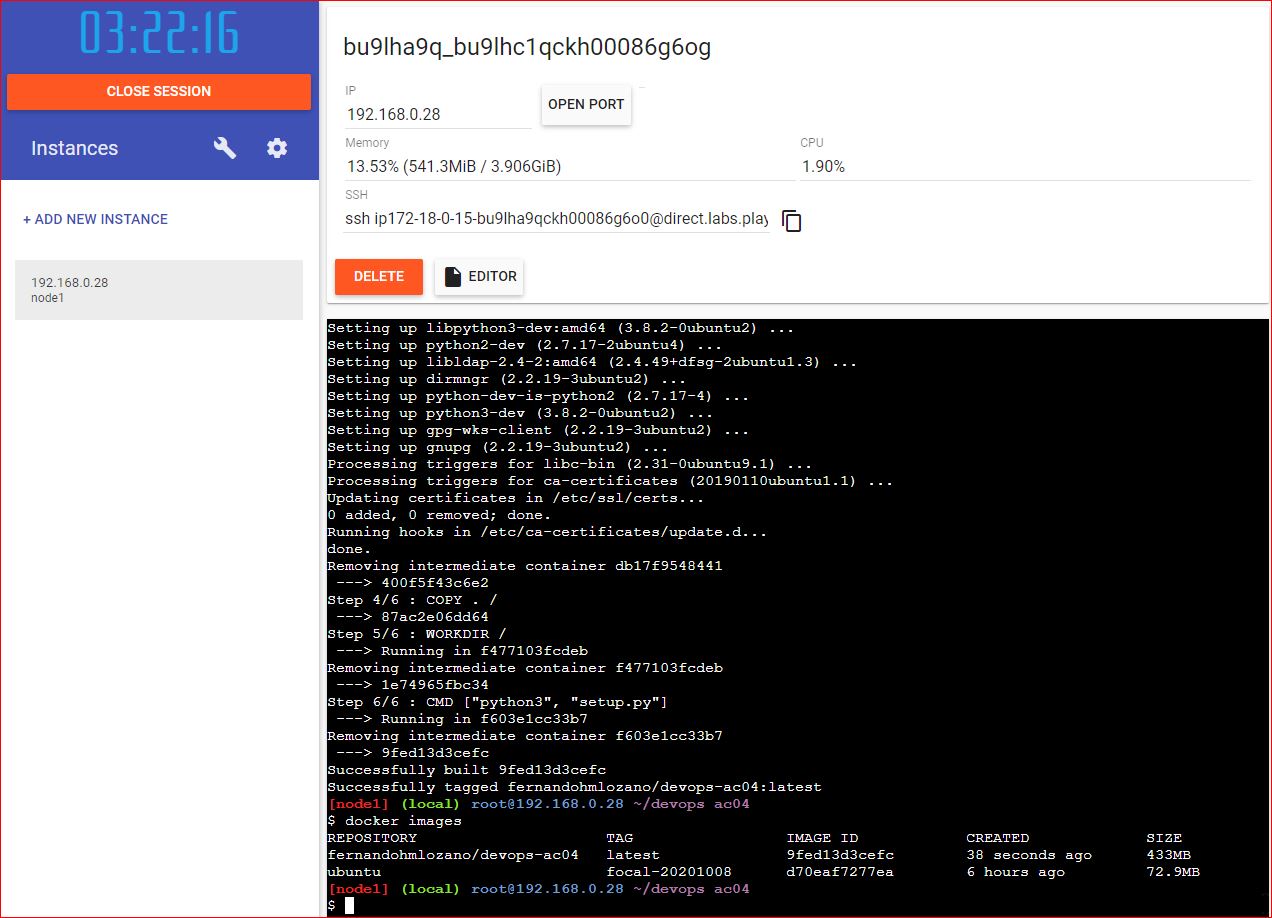 03:22:16
CLOSE SESSION
Instances
+ ADD NEW INSTANCE
192.168.0.28
node1
bu9lha9q_bu9lhc1qckh00086g6og
IP
192.168.0.28
OPEN PORT
Memory
13.53% (541.3MiB / 3.906GiB)
CPU
1.90%
SSH
ssh ip172-18-0-15-bu9lha9qckh00086g6o0@direct.labs.play
DELETE
EDITOR
Setting up libpython3-dev:amd64 (3.8.2-0ubuntu2) ...
Setting up python2-dev (2.7.17-2ubuntu4) ...
Setting up libldap-2.4-2:amd64 (2.4.49+dfsg-2ubuntu1.3) ...
Setting up dirmngr (2.2.19-3ubuntu2) ...
Setting up python-dev-is-python2 (2.7.17-4) ...
Setting up python3-dev (3.8.2-0ubuntu2) ...
Setting up gpg-wks-client (2.2.19-3ubuntu2) ...
Setting up gnupg (2.2.19-3ubuntu2) ...
Processing triggers for libc-bin (2.31-0ubuntu9.1) ...
Processing triggers for ca-certificates (20190110ubuntu1.1) ...
Updating certificates in /etc/ssl/certs...
0 added, 0 removed; done.
Running hooks in /etc/ca-certificates/update.d...
done.
Removing intermediate container db17f9548441
---> 400f5f43c6e2
Step 4/6 : COPY . /
---> 87ac2e06dd64
Step 5/6 : WORKDIR /
---> Running in f477103fcdeb
Removing intermediate container f477103fcdeb
---> 1e74965fbc34
Step 6/6 : CMD ["python3", "setup.py"]
---> Running in f603e1cc33b7
Removing intermediate container f603e1cc33b7
---> 9fed13d3cefc
Successfully built 9fed13d3cefc
Successfully tagged fernandohmlozano/devops-ac04:latest
[node1] (local) root@192.168.0.28 ~/devops ac04
$ docker images
REPOSITORY TAG IMAGE ID CREATED SIZE
fernandohmlozano/devops-ac04 latest 9fed13d3cefc 38 seconds ago 433MB
ubuntu focal-20201008 d70eaf7277ea 6 hours ago 72.9MB
[node1] (local) root@192.168.0.28 ~/devops ac04
$